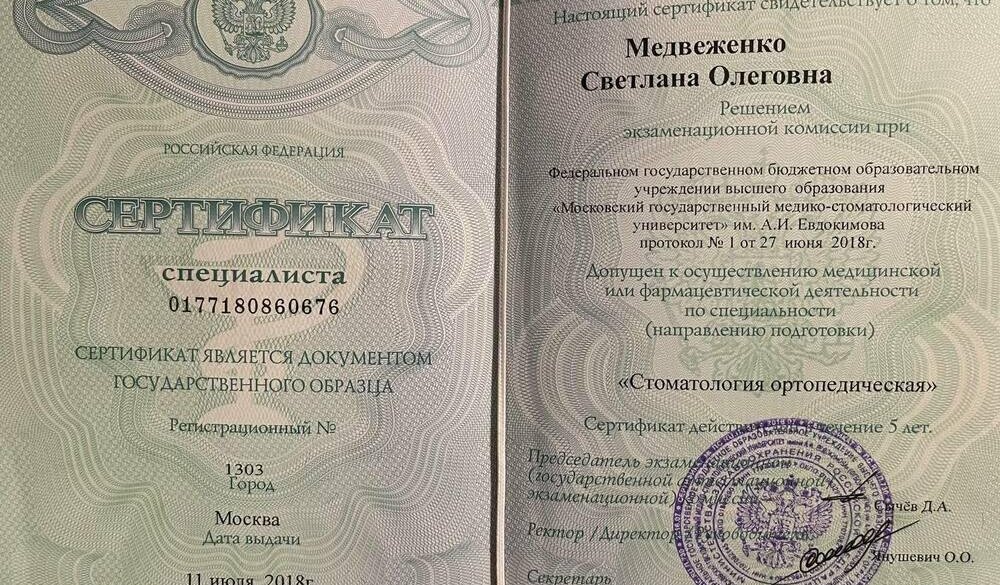 РОССИЙСКАЯ ФЕДЕРАЦИЯ
СЕРТИФИКАТ
специалиста
0177180860676
СЕРТИФИКАТ ЯВЛЯЕТСЯ ДОКУМЕНТОМ
ГОСУДАРСТВЕННОГО ОБРАЗЦА
Регистрационный №
1303
Город
Москва
Дата выдачи
11 июля 2018г
Настоящий сертификат свидетельствует о том, что
Медвеженко
Светлана Олеговна
Решением
экзаменационной комиссии при
Федеральном государственном бюджетном образовательном
учреждении высшего образования
«Московский государственный медико-стоматологический
университет» им. А.И. Евдокимова
протокол № 1 от 27 июня 2018г.
Допущен к осуществлению медицинской
или фармацевтической деятельности
по специальности
(направлению подготовки)
«Стоматология ортопедическая»
Сертификат действителен в течение 5 лет.
Председатель экзаменационной
(государственной аттестационной
экзаменационной) комиссии
Сычёв Д.А.
Ректор /Директор /Руководитель
Янушевич О.О.
Секретарь